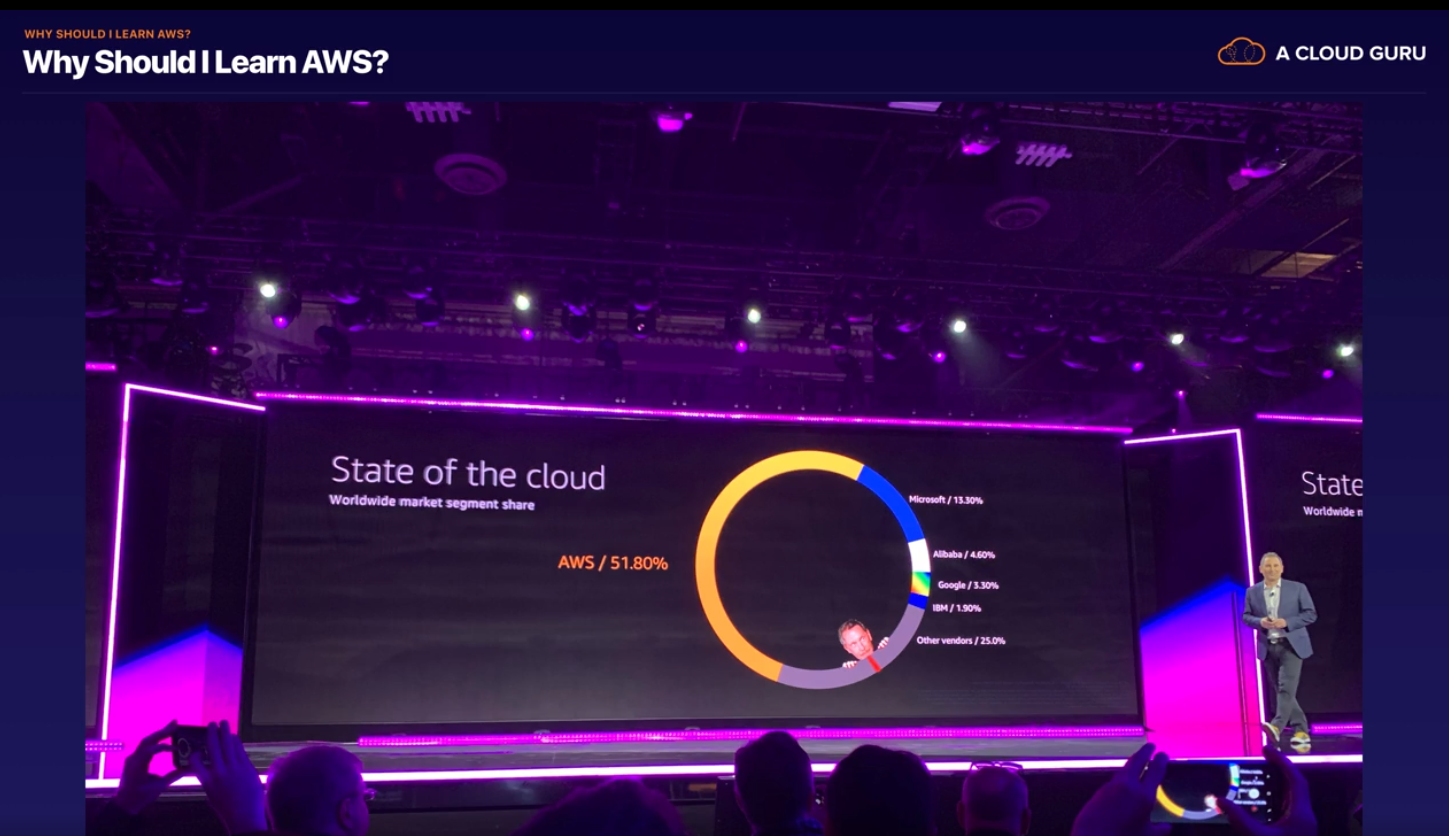 WHY SHOULD I LEARN AWS?
Why Should I Learn AWS?
A CLOUD GURU
State of the cloud
Worldwide market segment share
AWS / 51.80%
Microsoft / 13.30%
Alibaba / 4.60%
Google / 3.30%
IBM / 1.90%
Other vendors / 25.0%
State
Worldwide